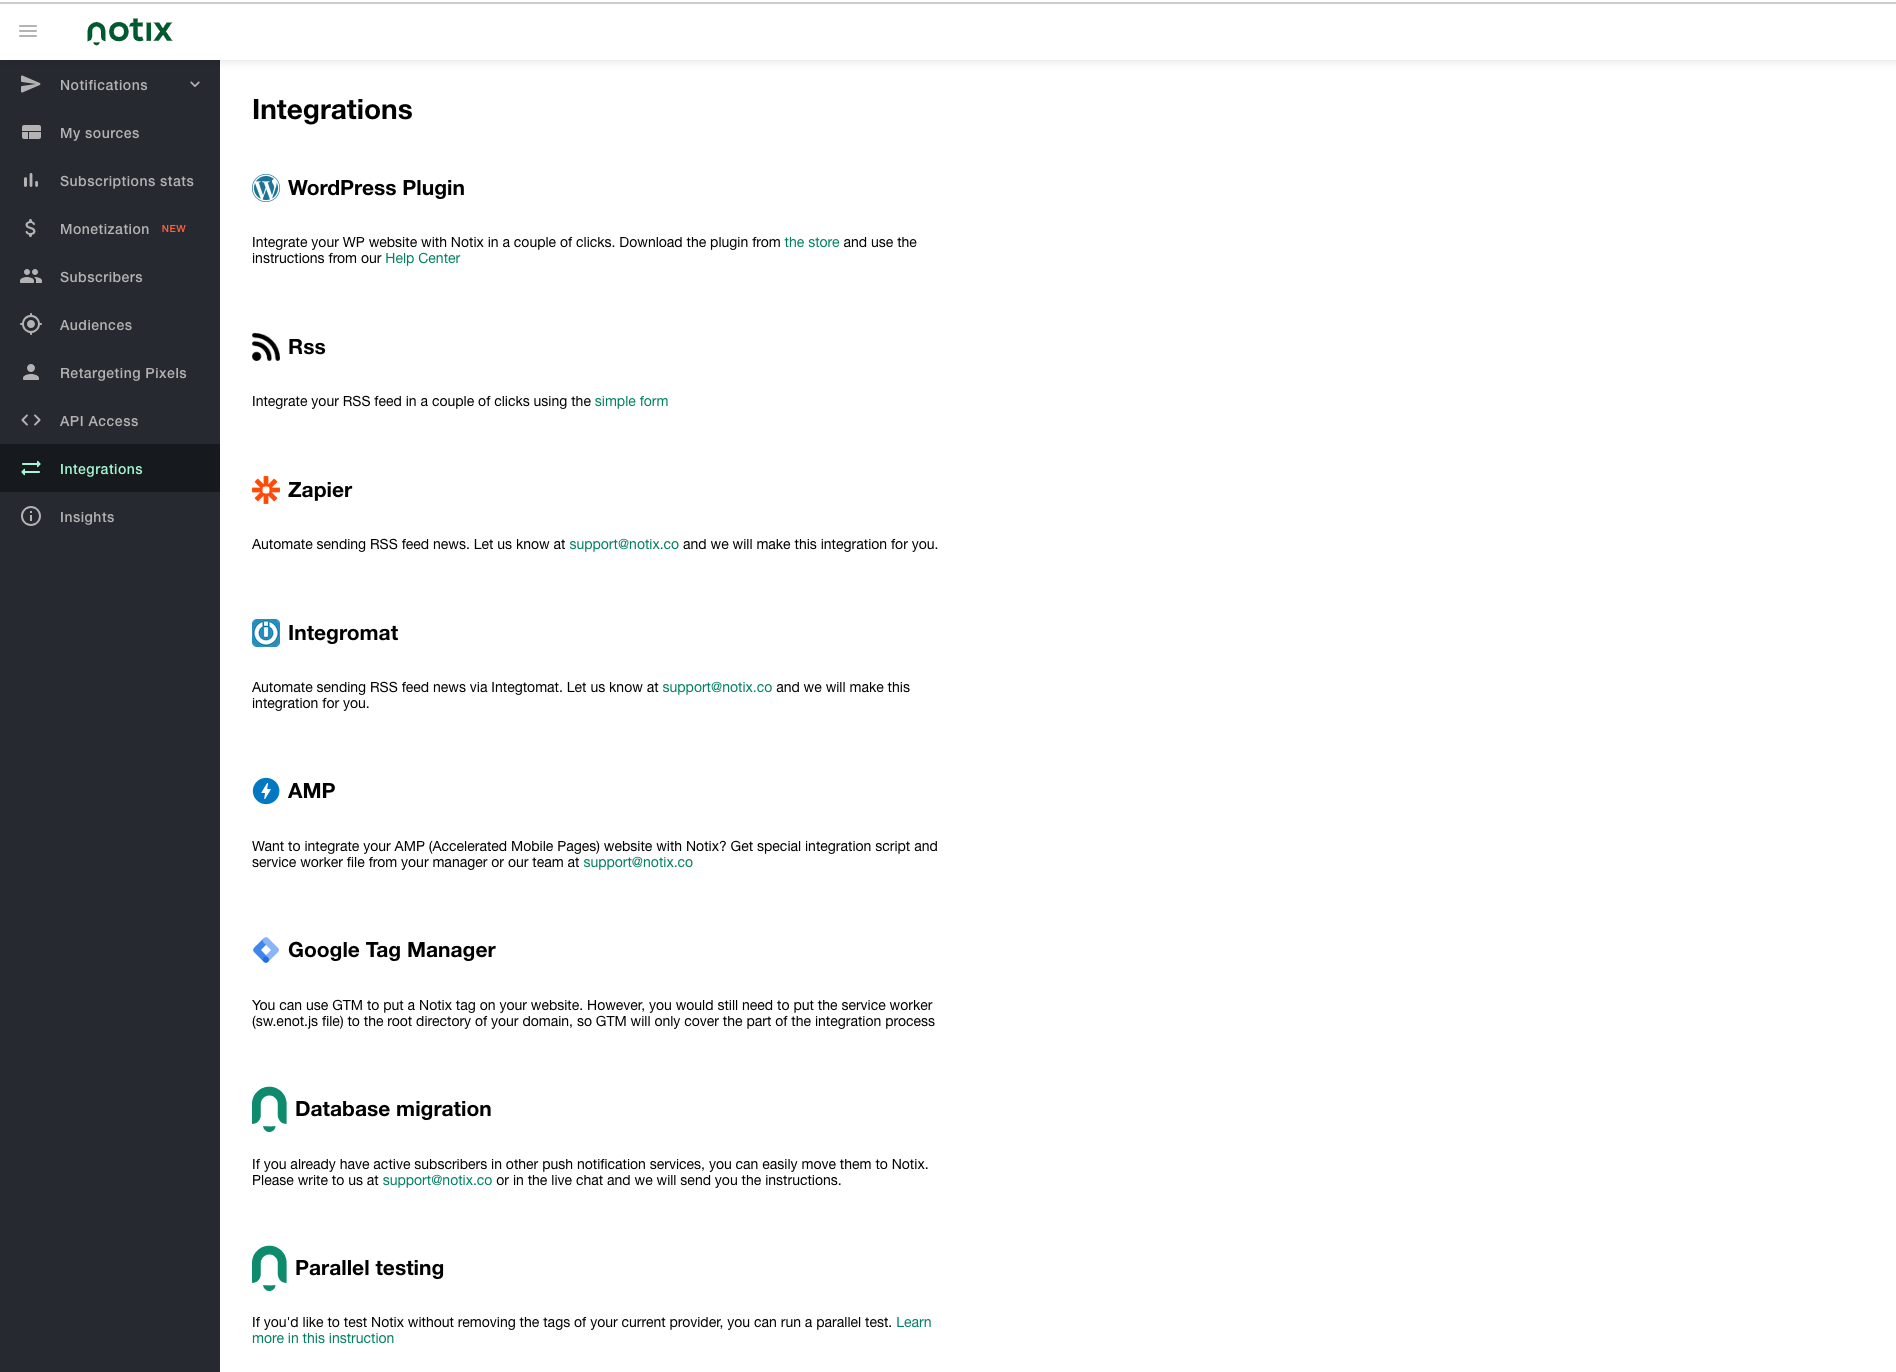 notix
Notifications
My sources
Subscriptions stats
Monetization NEW
Subscribers
Audiences
Retargeting Pixels
API Access
Integrations
Insights
Integrations
WordPress Plugin
Integrate your WP website with Notix in a couple of clicks. Download the plugin from the store and use the
instructions from our Help Center
Rss
Integrate your RSS feed in a couple of clicks using the simple form
Zapier
Automate sending RSS feed news. Let us know at support@notix.co and we will make this integration for you.
Integromat
Automate sending RSS feed news via Integtomat. Let us know at support@notix.co and we will make this
integration for you.
AMP
Want to integrate your AMP (Accelerated Mobile Pages) website with Notix? Get special integration script and
service worker file from your manager or our team at support@notix.co
Google Tag Manager
You can use GTM to put a Notix tag on your website. However, you would still need to put the service worker
(sw.enot.js file) to the root directory of your domain, so GTM will only cover the part of the integration process
Database migration
If you already have active subscribers in other push notification services, you can easily move them to Notix.
Please write to us at support@notix.co or in the live chat and we will send you the instructions.
Parallel testing
If you'd like to test Notix without removing the tags of your current provider, you can run a parallel test. Learn
more in this instruction